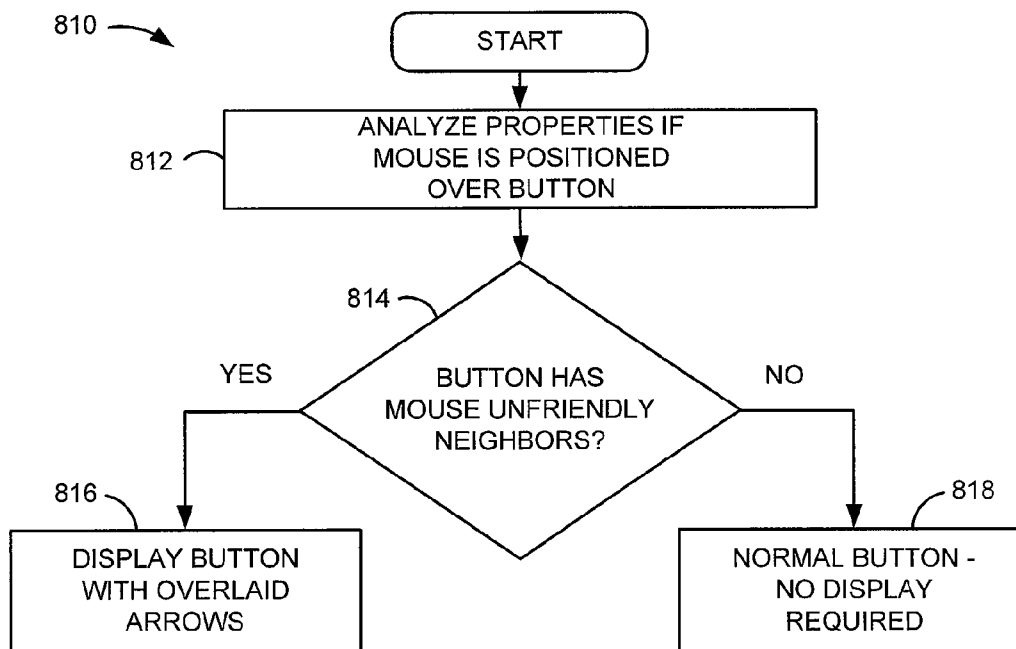 810
START
812
ANALYZE PROPERTIES IF
MOUSE IS POSITIONED
OVER BUTTON
814
YES
BUTTON HAS
MOUSE UNFRIENDLY
NEIGHBORS?
NO
816
DISPLAY BUTTON
WITH OVERLAID
ARROWS
818
NORMAL BUTTON -
NO DISPLAY
REQUIRED